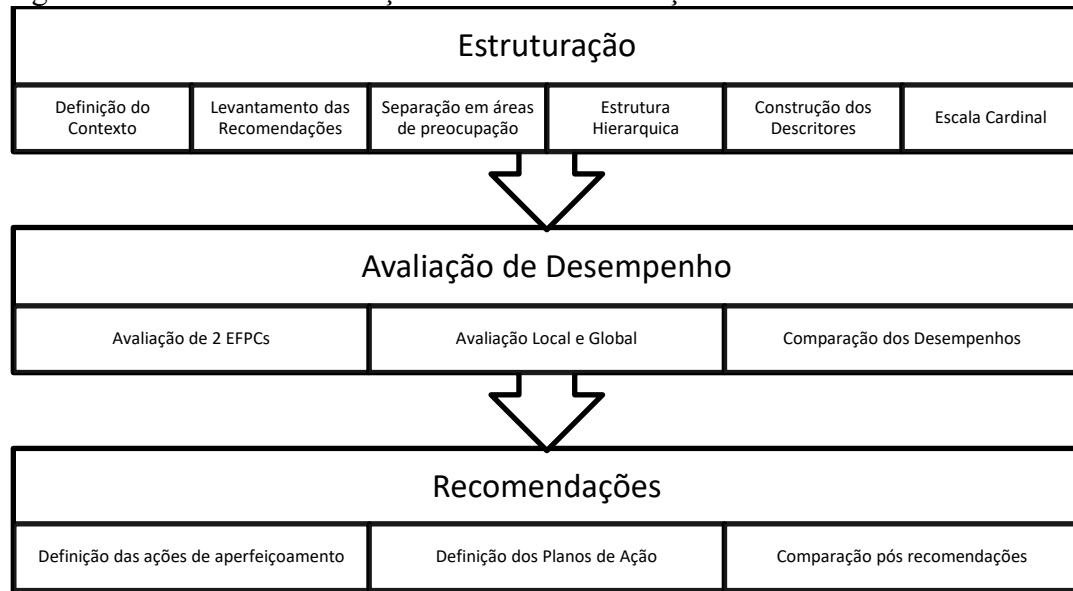 Estruturação
Definição do
Contexto
Levantamento das
Recomendações
Separação em áreas
de preocupação
Estrutura
Hierarquica
Construção dos
Descritores
Escala Cardinal
Avaliação de Desempenho
Avaliação de 2 EFPCs
Avaliação Local e Global
Comparação dos Desempenhos
Recomendações
Definição das ações de aperfeiçoamento
Definição dos Planos de Ação
Comparação pós recomendações